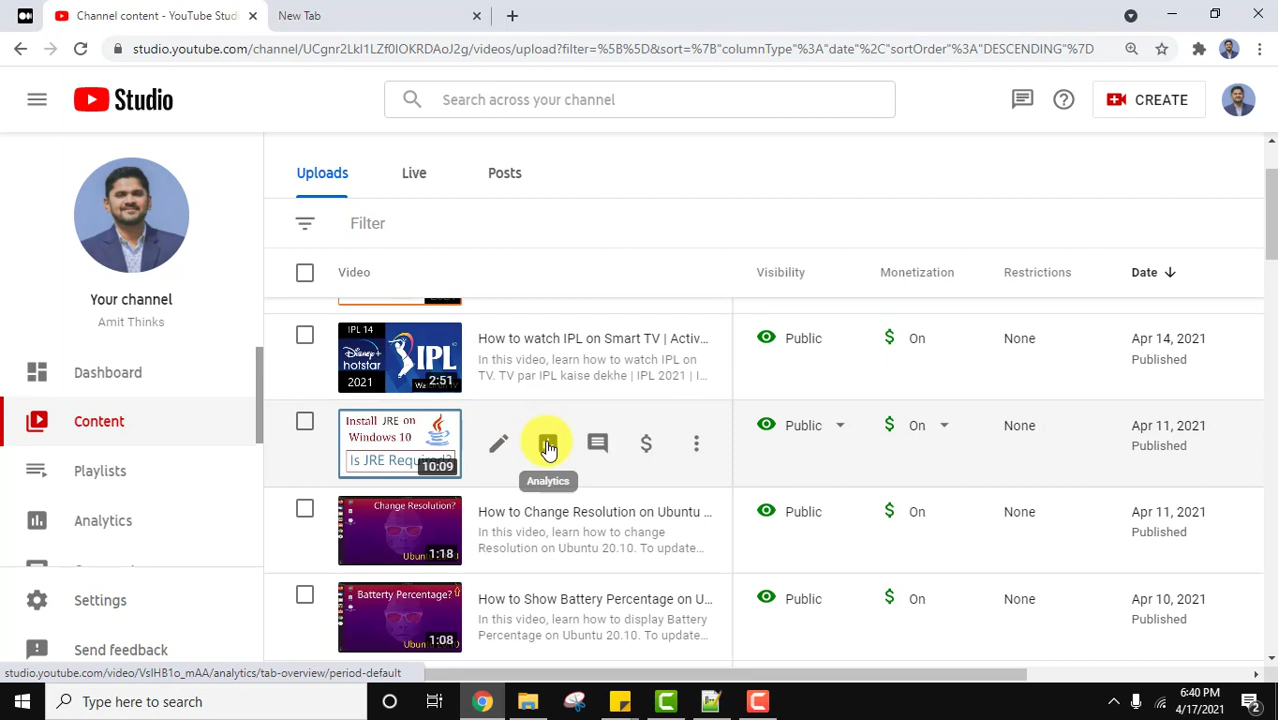 Channel content - YouTube Studi
New Tab
studio.youtube.com/channel/UCgnr2LkI1LZf0IOKRDAoJ2g/videos/upload?filter=%5B%5D&sort=%7B"columnType"%3A"date"%2C"sortOrder"%3A"DESCENDING"%7D
Studio
Search across your channel
CREATE
Your channel
Amit Thinks
Dashboard
Content
Playlists
Analytics
Settings
Send feedback
Uploads
Live
Posts
Filter
Video
Visibility
Monetization
Restrictions
Date
IPL 14
Disney+
hotstar
2021
IPL
2:51
How to watch IPL on Smart TV | Activ...
In this video, learn how to watch IPL on
TV. TV par IPL kaise dekhe | IPL 2021 | I...
Public
On
None
Apr 14, 2021
Published
Install JRE on
Windows 10
Is JRE Required?
10:09
Analytics
Public
On
None
Apr 11, 2021
Published
Change Resolution?
1:18
How to Change Resolution on Ubuntu ...
In this video, learn how to change
Resolution on Ubuntu 20.10. To update...
Public
On
None
Apr 11, 2021
Published
Batterty Percentage?
1:08
How to Show Battery Percentage on U...
In this video, learn how to display Battery
Percentage on Ubuntu 20.10. To update...
Public
On
None
Apr 10, 2021
Published
studio.youtube.com/video/VsIHB1o_mAA/analytics/tab-overview/period-default
Type here to search
6:40 PM
4/17/2021
2